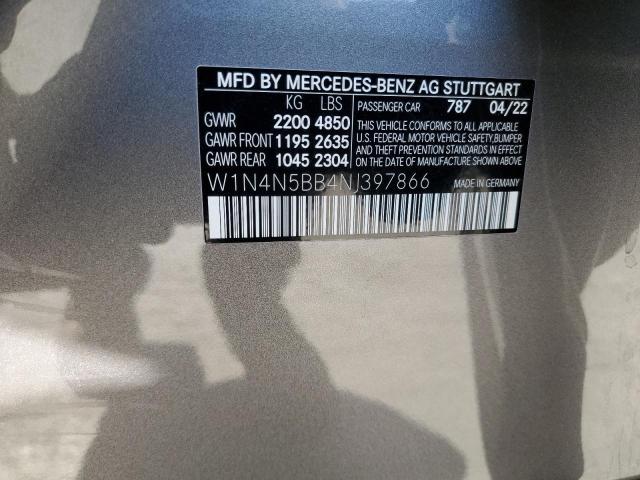 MFD BY MERCEDES-BENZ AG STUTTGART
KG LBS PASSENGER CAR 787 04/22
GVWR 2200 4850 THIS VEHICLE CONFORMS TO ALL APPLICABLE
GAWR FRONT 1195 2635 U.S. FEDERAL MOTOR VEHICLE SAFETY,BUMPER
AND THEFT PREVENTION STANDARDS IN EFFECT
GAWR REAR 1045 2304 ON THE DATE OF MANUFACTURE SHOWN ABOVE
W1N4N5BB4NJ397866 MADE IN GERMANY